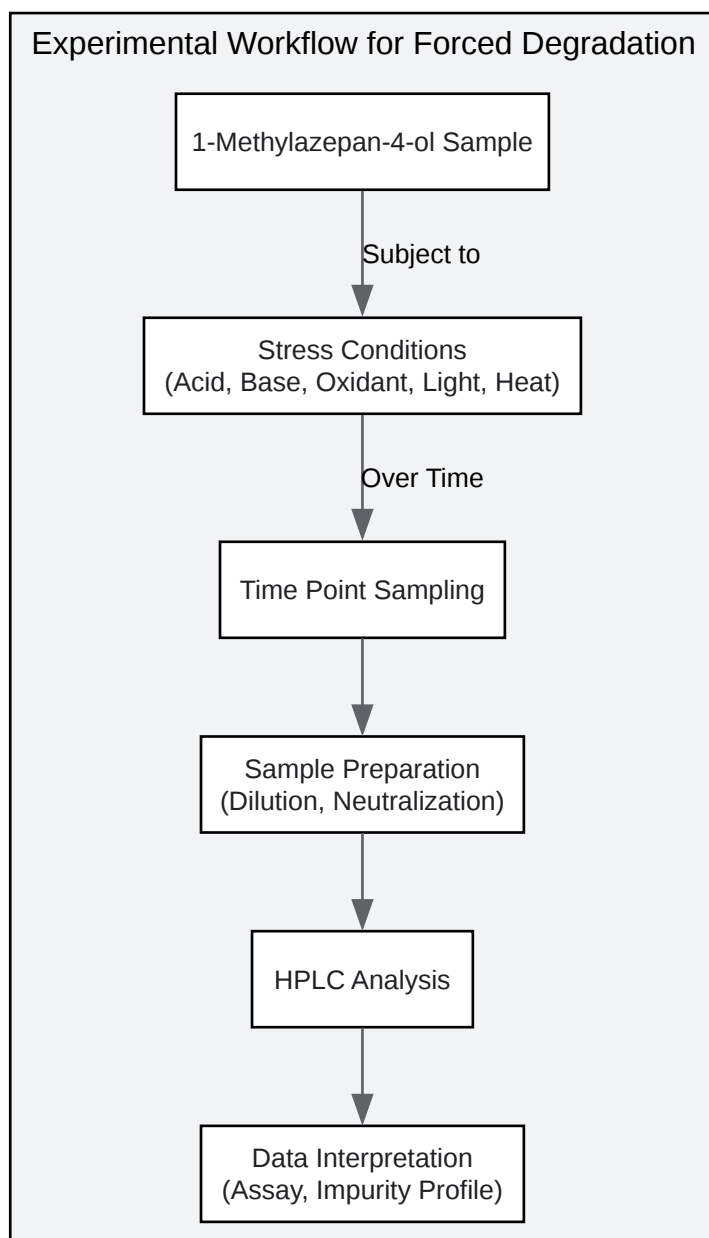 Experimental Workflow for Forced Degradation
1-Methylazepan-4-ol Sample
Subject to
Stress Conditions
(Acid, Base, Oxidant, Light, Heat)
Over Time
Time Point Sampling
Sample Preparation
(Dilution, Neutralization)
HPLC Analysis
Data Interpretation
(Assay, Impurity Profile)